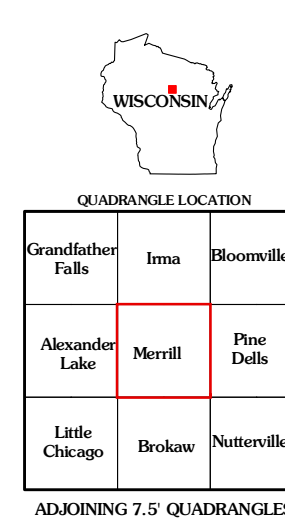 WISCONSIN
QUADRANGLE LOCATION
Grandfather
Falls
Irma
Bloomville
Alexander
Lake
Merrill
Pine
Dells
Little
Chicago
Brokaw
Nutterville
ADJOINING 7.5' QUADRANGLES